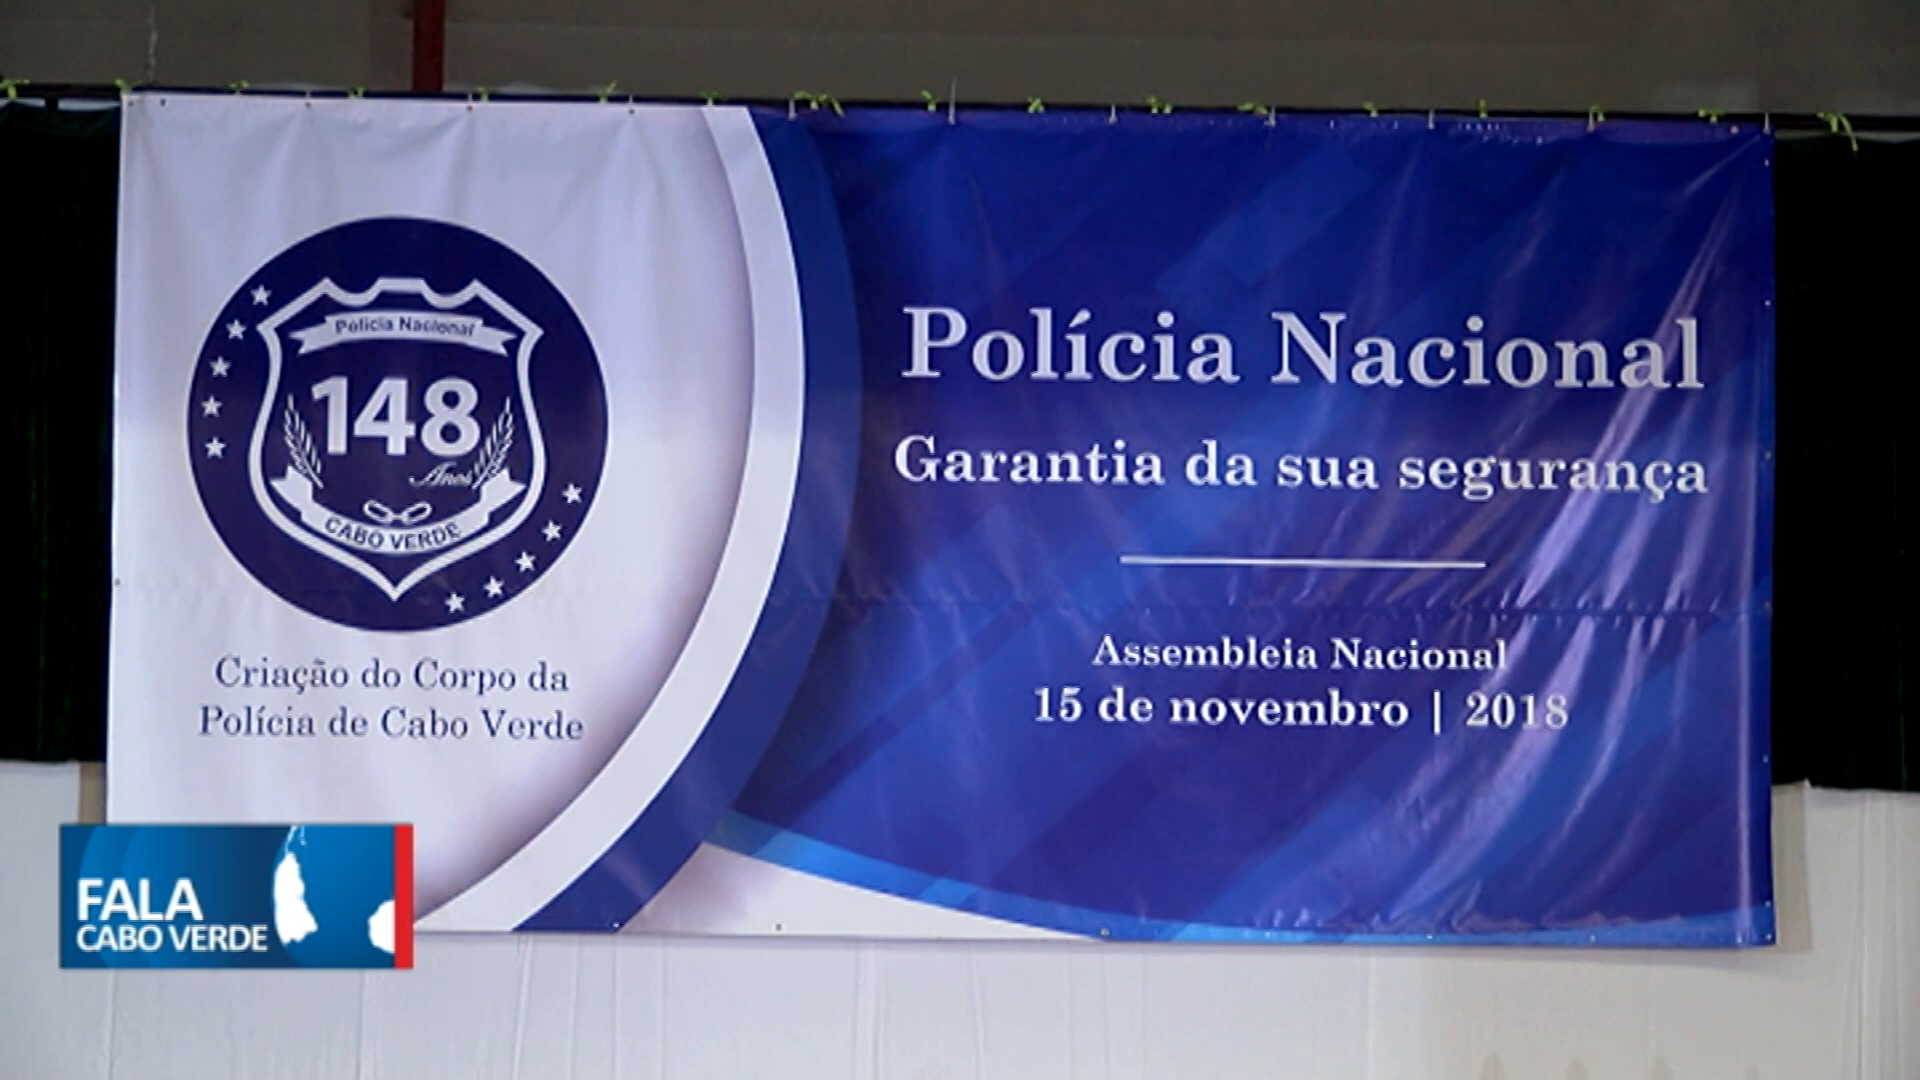 Polícia Nacional
148
Anos
CABO VERDE
Criação do Corpo da
Polícia de Cabo Verde
Polícia Nacional
Garantia da sua segurança
Assembleia Nacional
15 de novembro | 2018
FALA
CABO VERDE